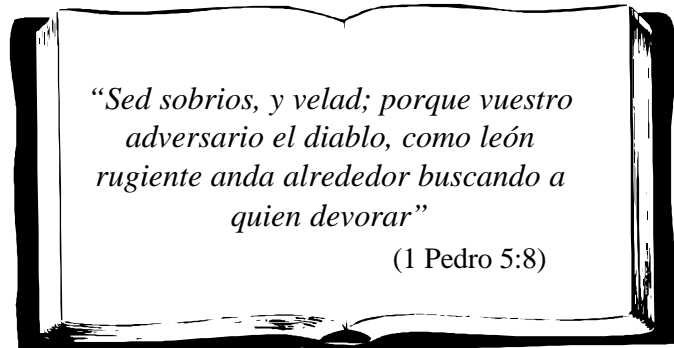 “Sed sobrios, y velad; porque vuestro
adversario el diablo, como león
rugiente anda alrededor buscando a
quien devorar”
(1 Pedro 5:8)